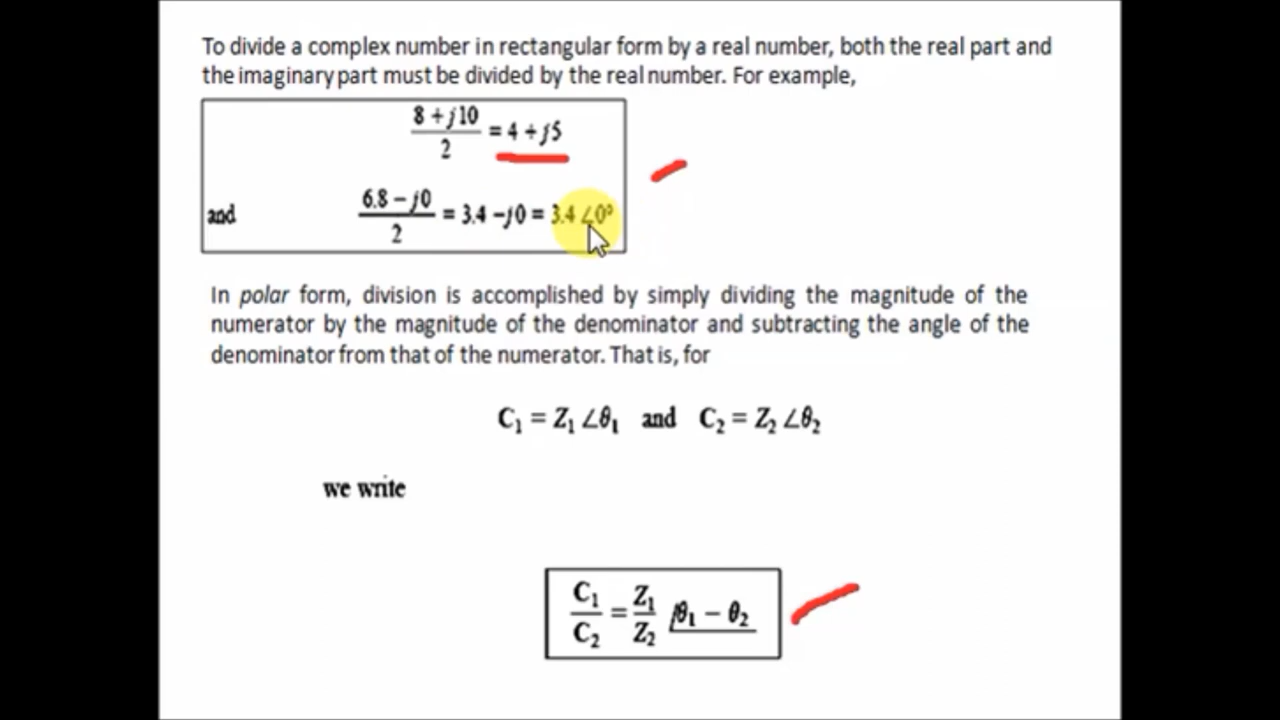 To divide a complex number in rectangular form by a real number, both the real part and
the imaginary part must be divided by the real number. For example,
8 + j10 / 2 = 4 + j5
and 6.8 − j0 / 2 = 3.4 − j0 = 3.4 ∠0°
In polar form, division is accomplished by simply dividing the magnitude of the
numerator by the magnitude of the denominator and subtracting the angle of the
denominator from that of the numerator. That is, for
C₁ = Z₁ ∠θ₁ and C₂ = Z₂ ∠θ₂
we write
C₁ / C₂ = Z₁ / Z₂ ∠θ₁ − θ₂